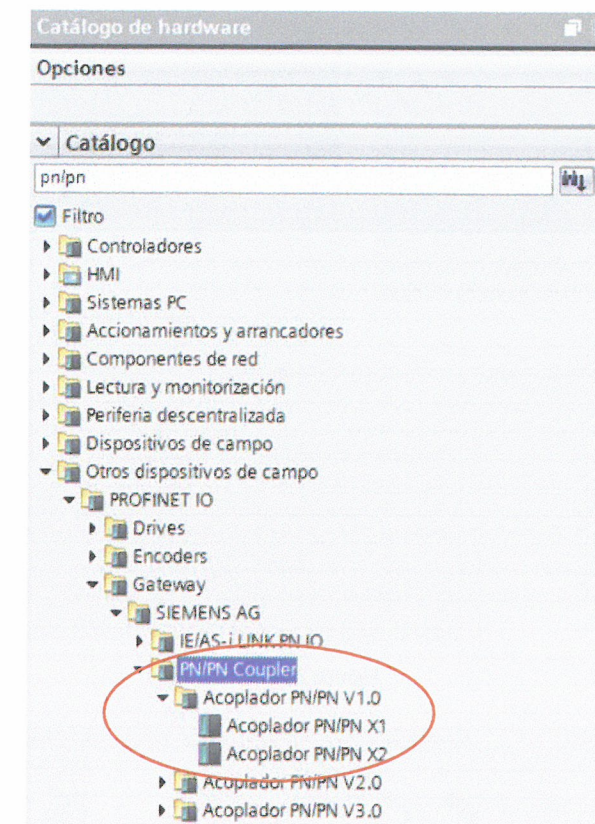 Catálogo de hardware
Opciones
Catálogo
pn/pn
Filtro
Controladores
HMI
Sistemas PC
Accionamientos y arrancadores
Componentes de red
Lectura y monitorización
Periferia descentralizada
Dispositivos de campo
Otros dispositivos de campo
PROFINET IO
Drives
Encoders
Gateway
SIEMENS AG
IE/AS-i LINK PN IO
PN/PN Coupler
Acoplador PN/PN V1.0
Acoplador PN/PN X1
Acoplador PN/PN X2
Acoplador PN/PN V2.0
Acoplador PN/PN V3.0